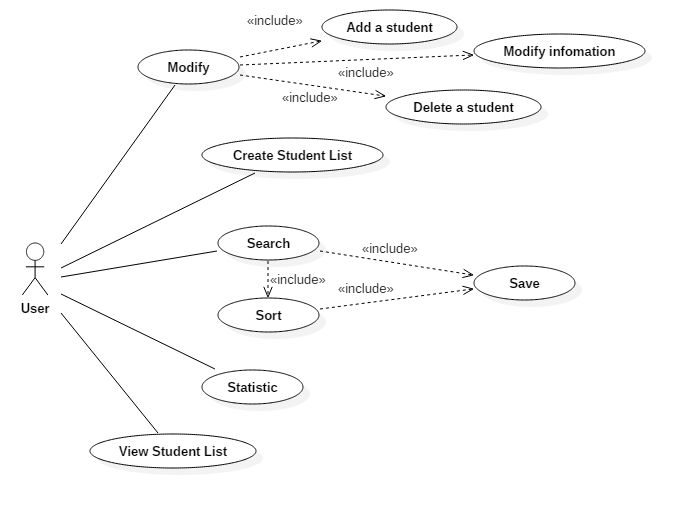 «include»
Add a student
Modify infomation
Modify
«include»
«include»
Delete a student
Create Student List
Search
«include»
«include»
«include»
Save
User
Sort
Statistic
View Student List